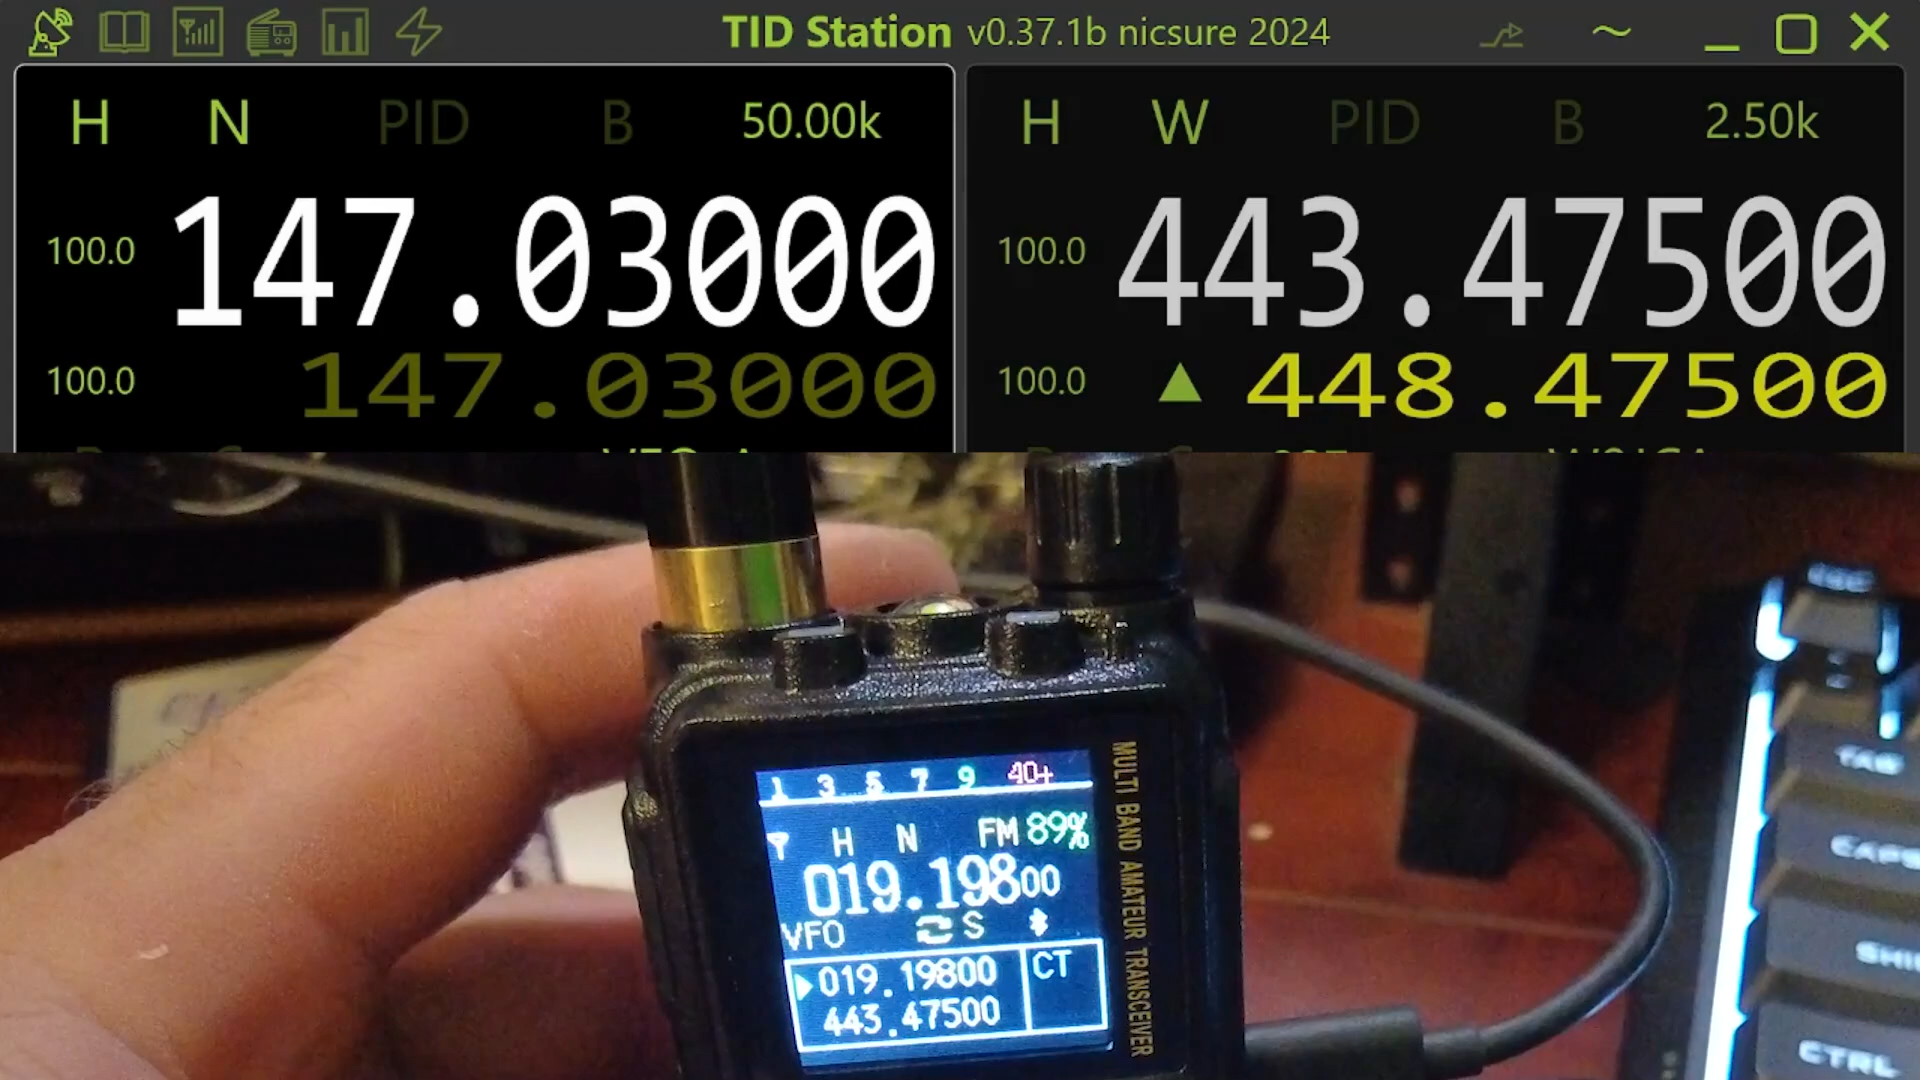 TID Station v0.37.1b nicsure 2024
H N PID B 50.00k
100.0 147.03000
100.0 147.03000
H W PID B 2.50k
100.0 443.47500
100.0 448.47500
1 3 5 7 9 40+
H N FM 89%
019.19800
VFO S
019.19800 CT
443.47500
MULTI BAND AMATEUR TRANSCEIVER
ESC
TAB
CAPS
SHI
CTRL